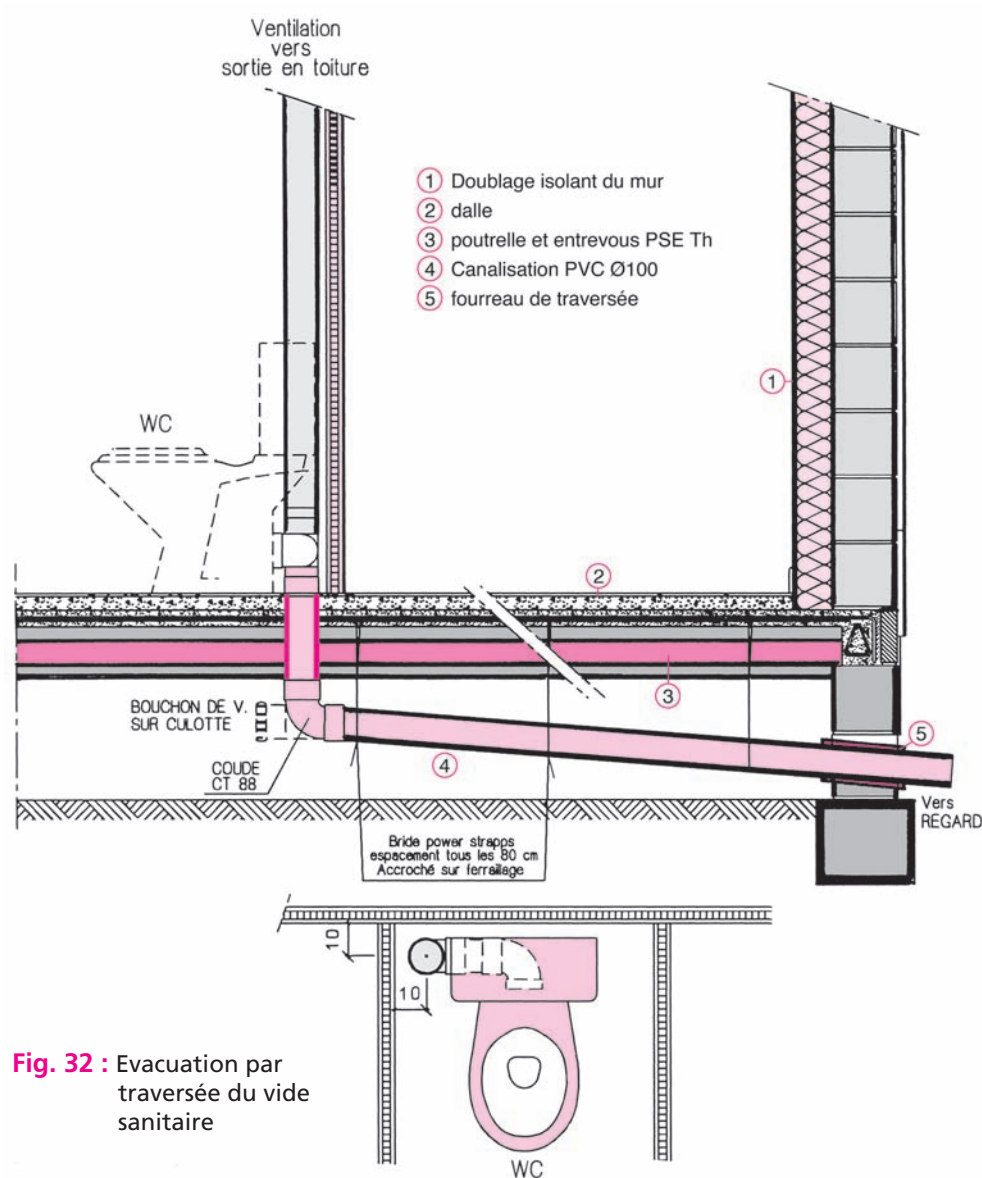 Ventilation
vers
sortie en toiture
1 Doublage isolant du mur
2 dalle
3 poutrelle et entrevous PSE Th
4 Canalisation PVC Ø100
5 fourreau de traversée
1
WC
2
3
BOUCHON DE V.
SUR CULOTTE
5
COUDE
CT 88
4
Vers
REGARD
Bride power strapps
espacement tous les 80 cm
Accroché sur ferraillage
10
10
Fig. 32 : Evacuation par
traversée du vide
sanitaire
WC